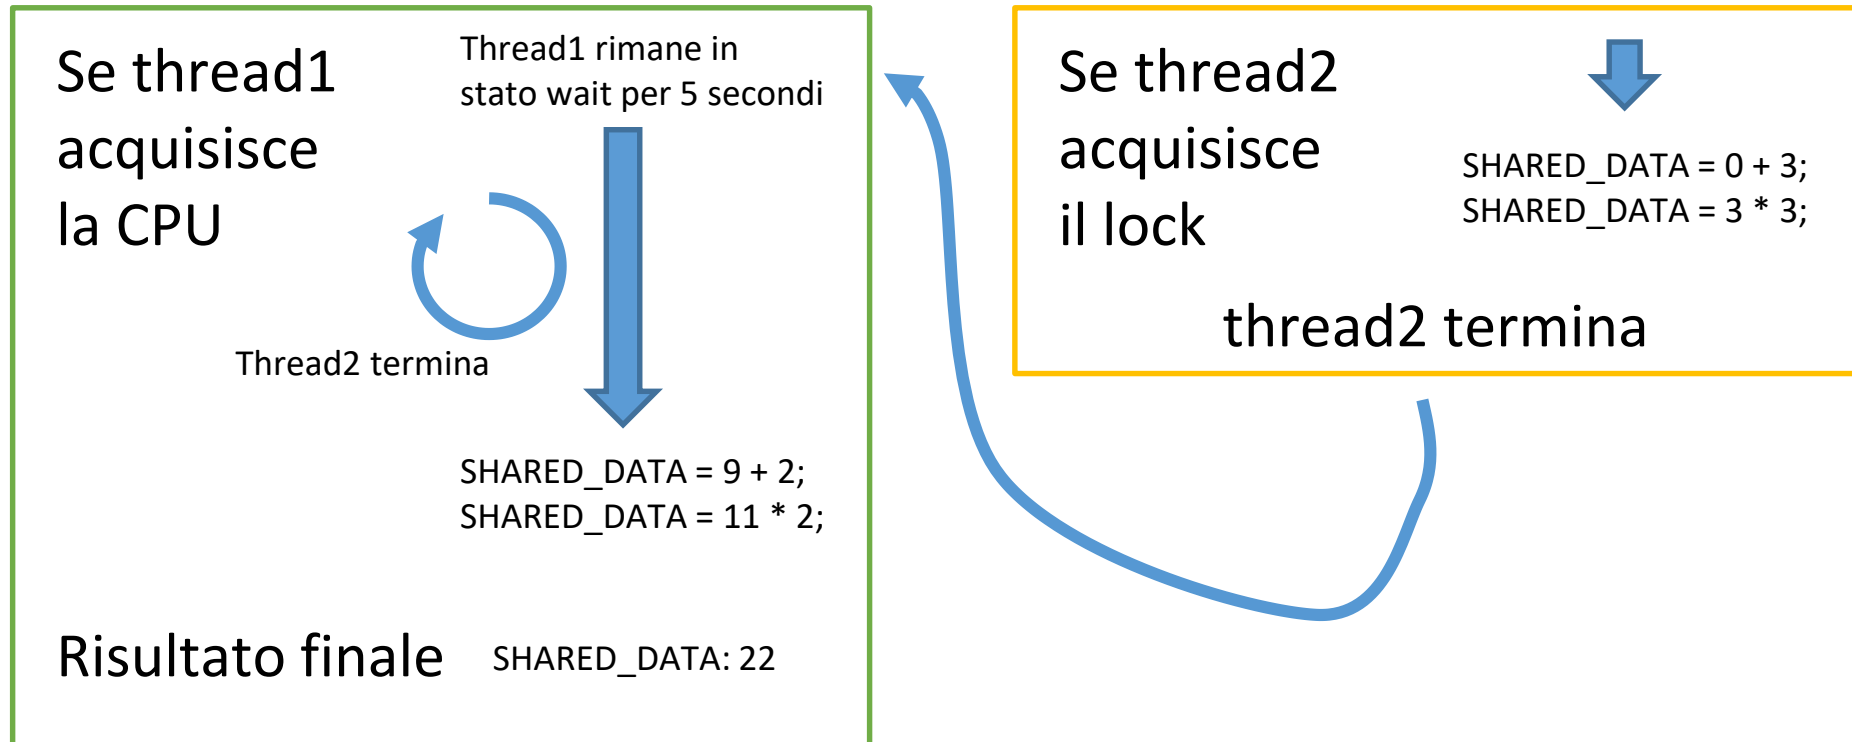 Se thread1
acquisisce
la CPU
Thread1 rimane in
stato wait per 5 secondi
Thread2 termina
SHARED_DATA = 9 + 2;
SHARED_DATA = 11 * 2;
Risultato finale
SHARED_DATA: 22
Se thread2
acquisisce
il lock
SHARED_DATA = 0 + 3;
SHARED_DATA = 3 * 3;
thread2 termina